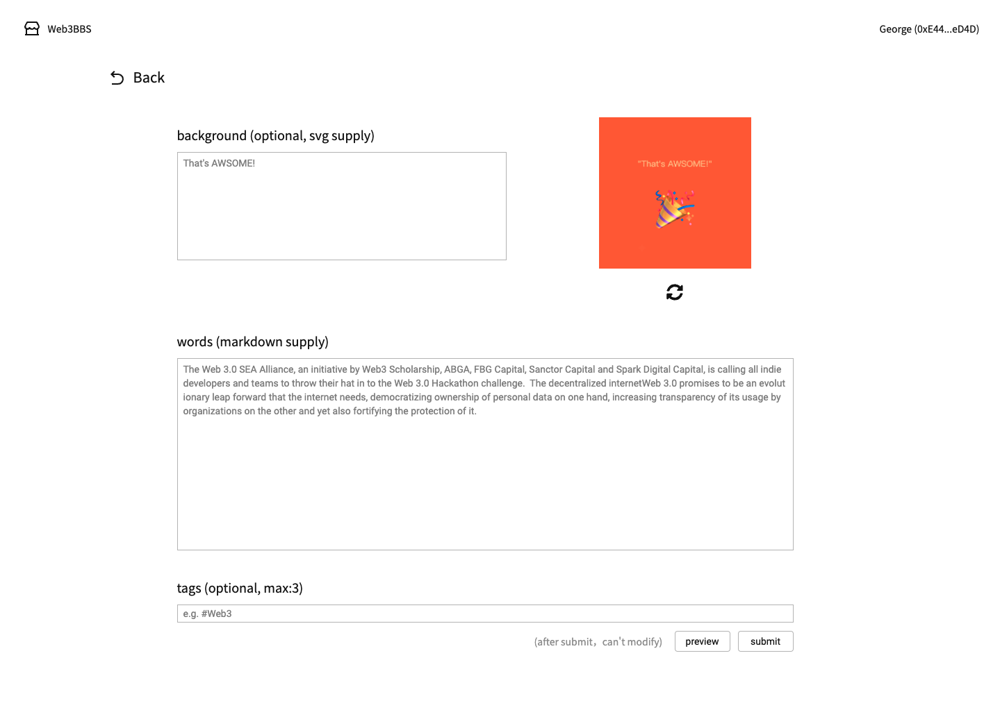 Web3BBS
George (0xE44...eD4D)
Back
background (optional, svg supply)
That's AWSOME!
"That's AWSOME!"
words (markdown supply)
The Web 3.0 SEA Alliance, an initiative by Web3 Scholarship, ABGA, FBG Capital, Sanctor Capital and Spark Digital Capital, is calling all indie
developers and teams to throw their hat in to the Web 3.0 Hackathon challenge.  The decentralized internetWeb 3.0 promises to be an evolut
ionary leap forward that the internet needs, democratizing ownership of personal data on one hand, increasing transparency of its usage by
organizations on the other and yet also fortifying the protection of it.
tags (optional, max:3)
e.g. #Web3
(after submit，can't modify)
preview
submit